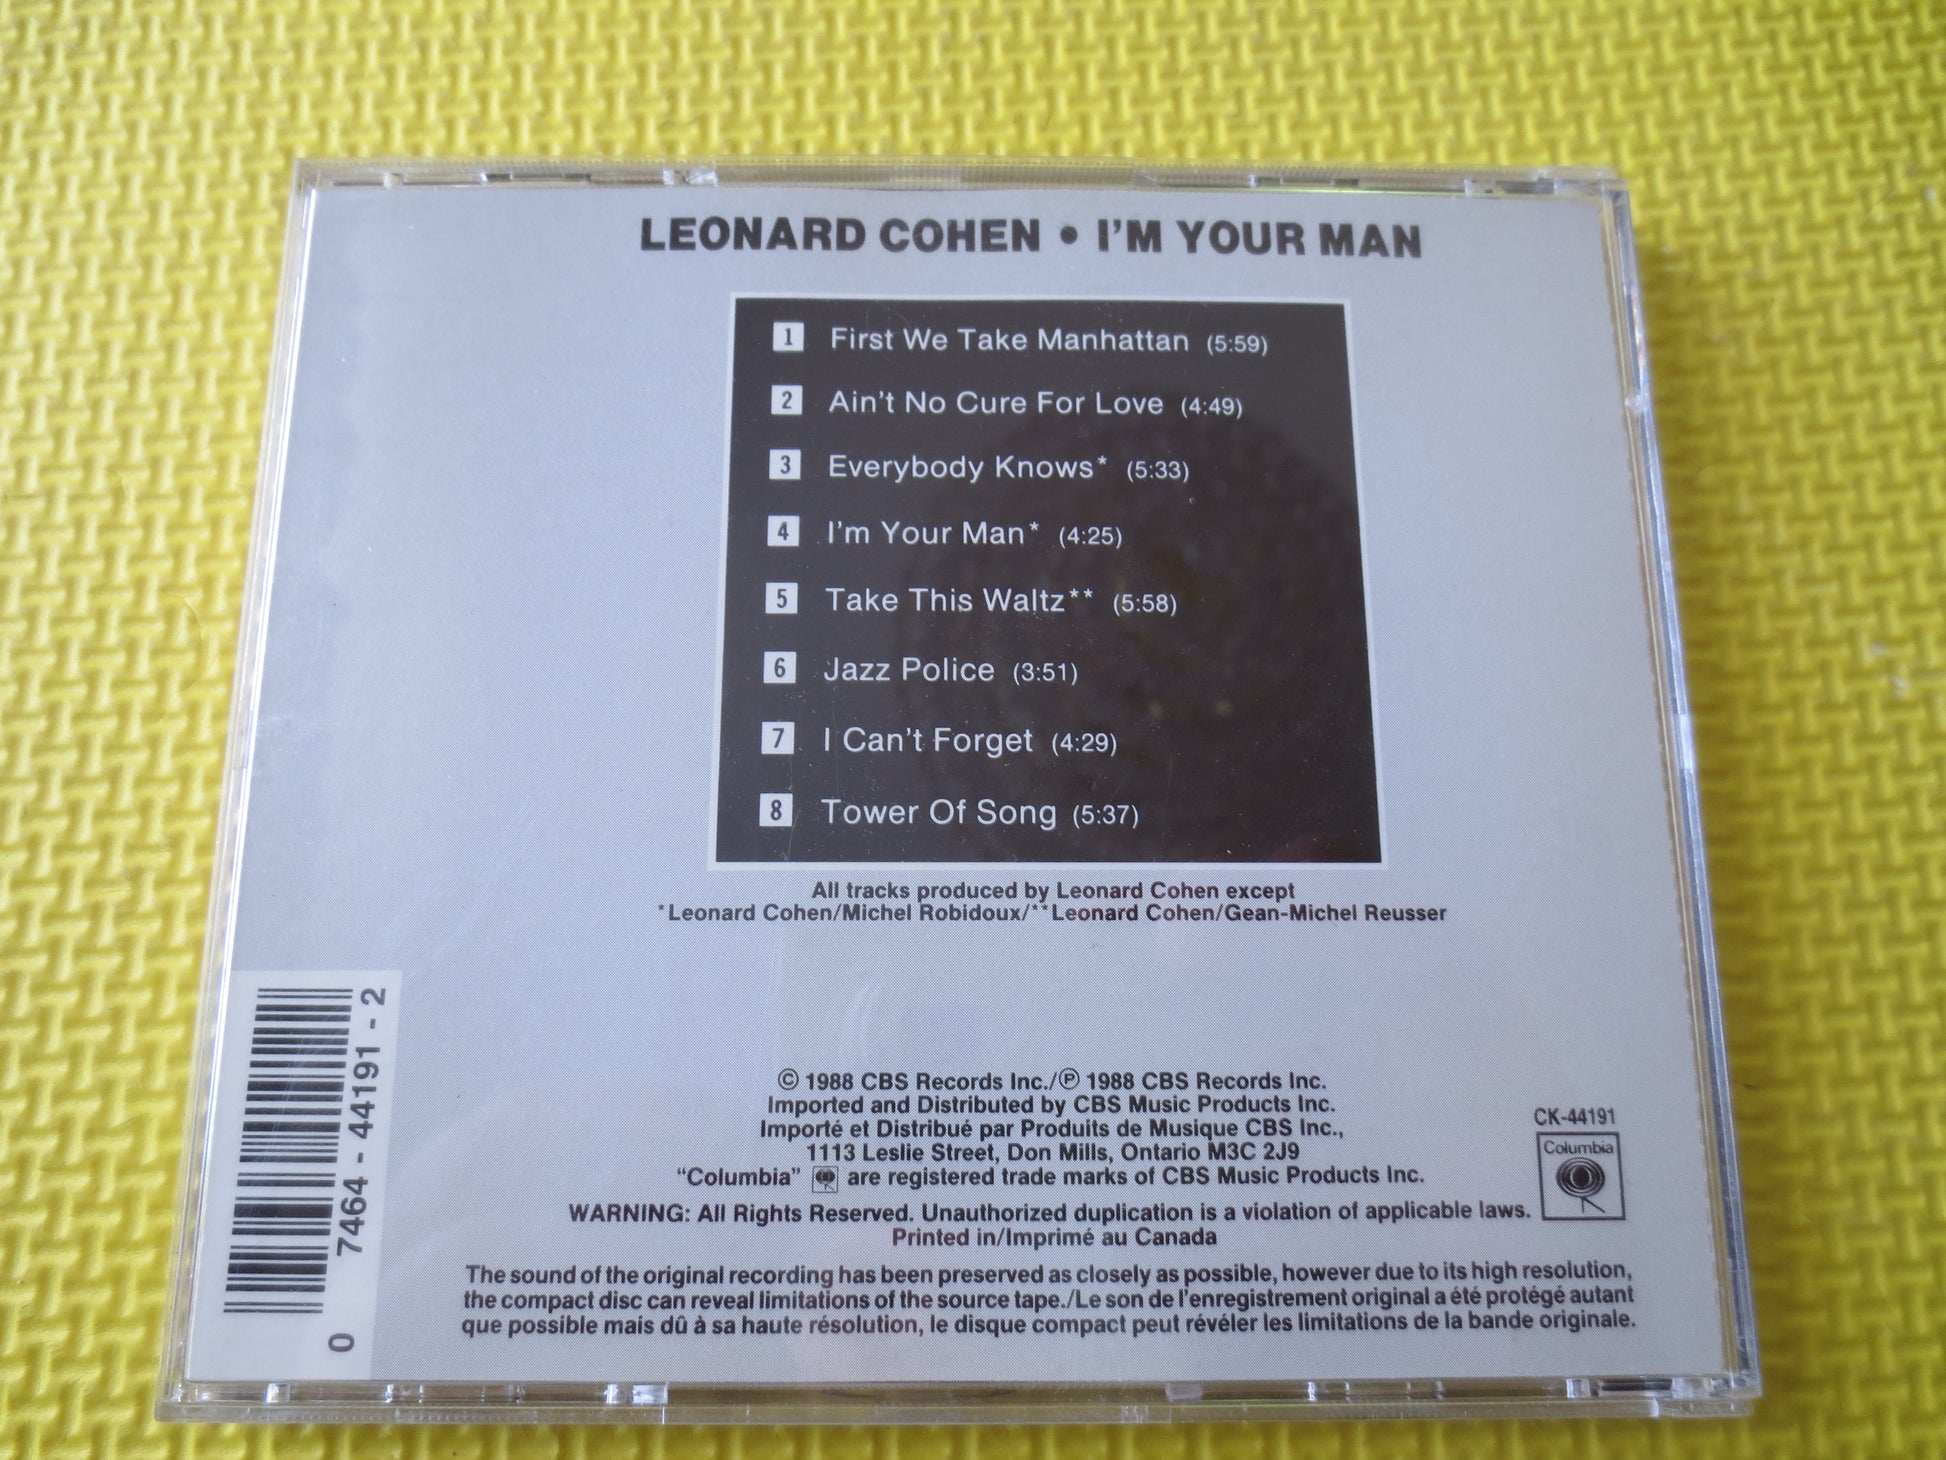 LEONARD COHEN • I'M YOUR MAN
1 First We Take Manhattan (5:59)
2 Ain't No Cure For Love (4:49)
3 Everybody Knows* (5:33)
4 I'm Your Man* (4:25)
5 Take This Waltz** (5:58)
6 Jazz Police (3:51)
7 I Can't Forget (4:29)
8 Tower Of Song (5:37)
All tracks produced by Leonard Cohen except
*Leonard Cohen/Michel Robidoux/**Leonard Cohen/Gean-Michel Reusser
0 7464 - 44191 - 2
© 1988 CBS Records Inc./℗ 1988 CBS Records Inc.
Imported and Distributed by CBS Music Products Inc.
Importé et Distribué par Produits de Musique CBS Inc.,
1113 Leslie Street, Don Mills, Ontario M3C 2J9
"Columbia" are registered trade marks of CBS Music Products Inc.
WARNING: All Rights Reserved. Unauthorized duplication is a violation of applicable laws.
Printed in/Imprimé au Canada
CK-44191
Columbia
The sound of the original recording has been preserved as closely as possible, however due to its high resolution,
the compact disc can reveal limitations of the source tape./Le son de l'enregistrement original a été protégé autant
que possible mais dû à sa haute résolution, le disque compact peut révéler les limitations de la bande originale.